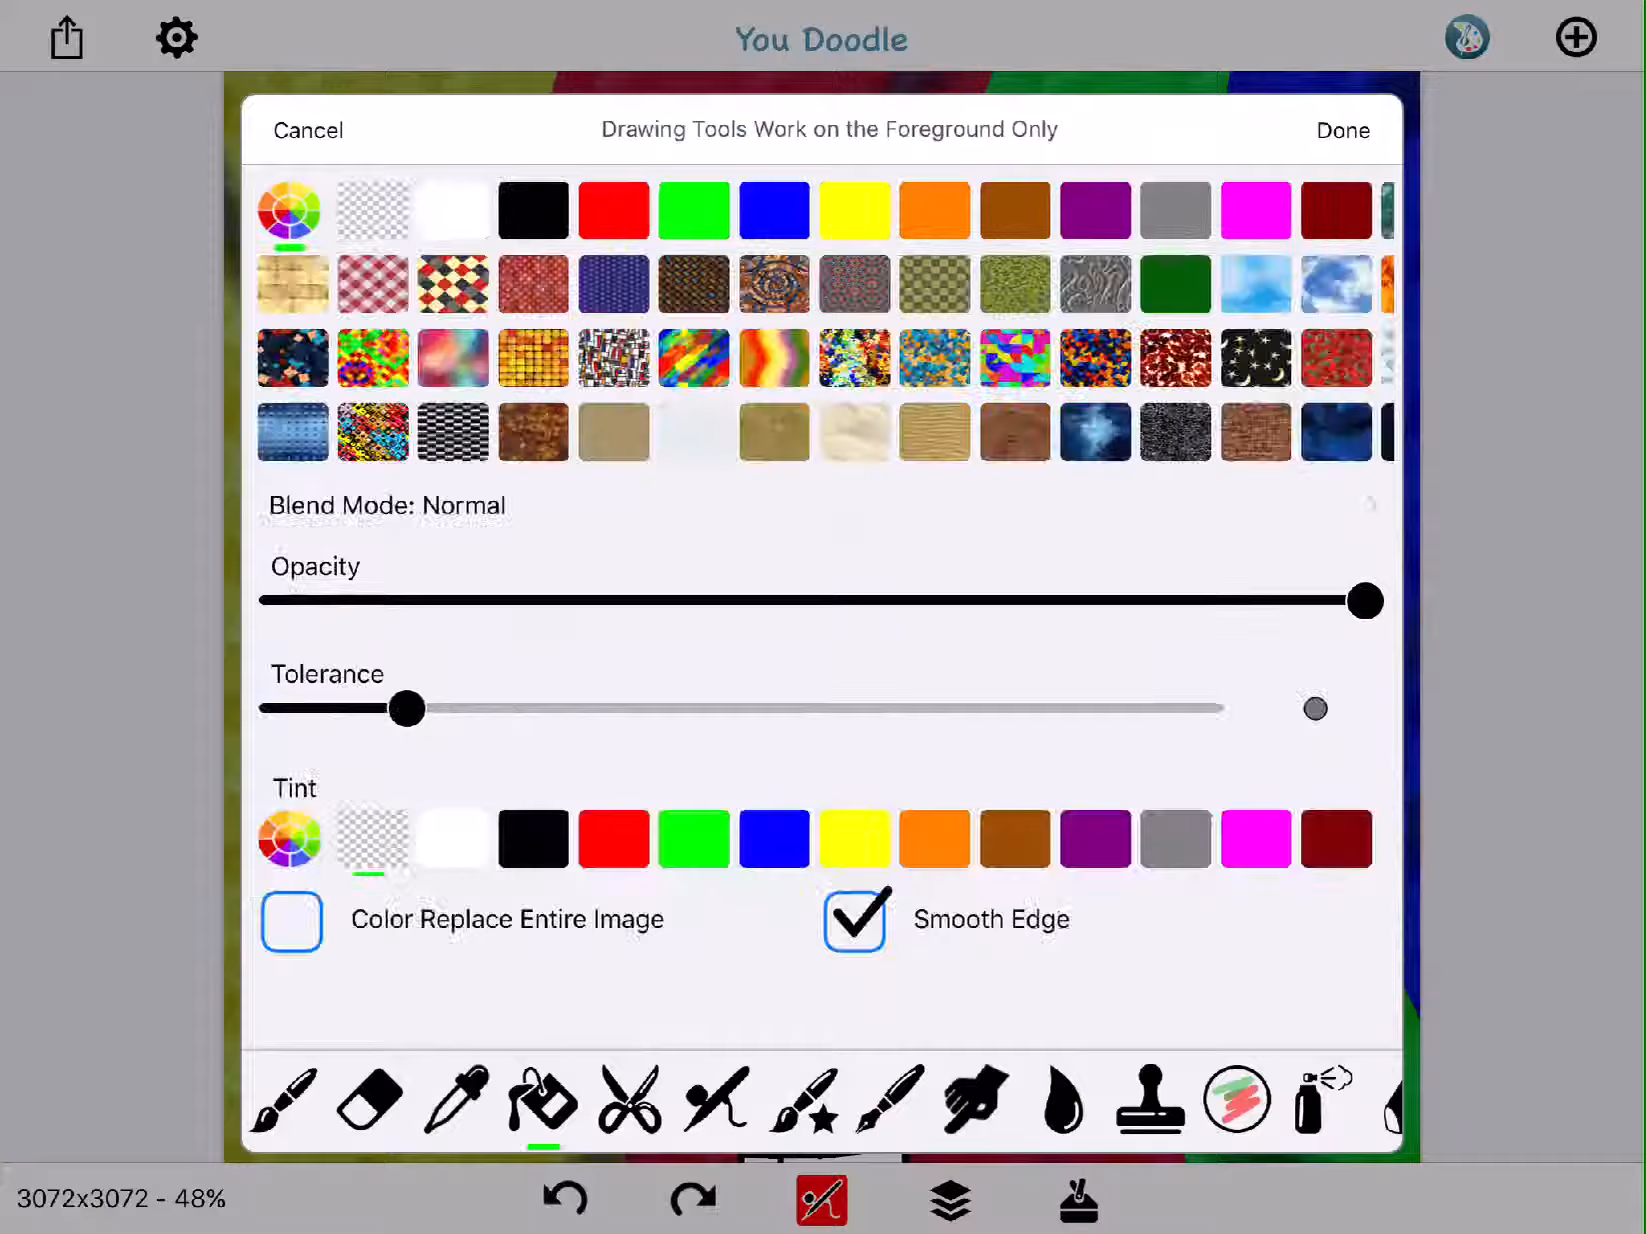 You Doodle
Cancel
Drawing Tools Work on the Foreground Only
Done
Blend Mode: Normal
Opacity
Tolerance
Tint
Color Replace Entire Image
Smooth Edge
3072x3072 - 48%